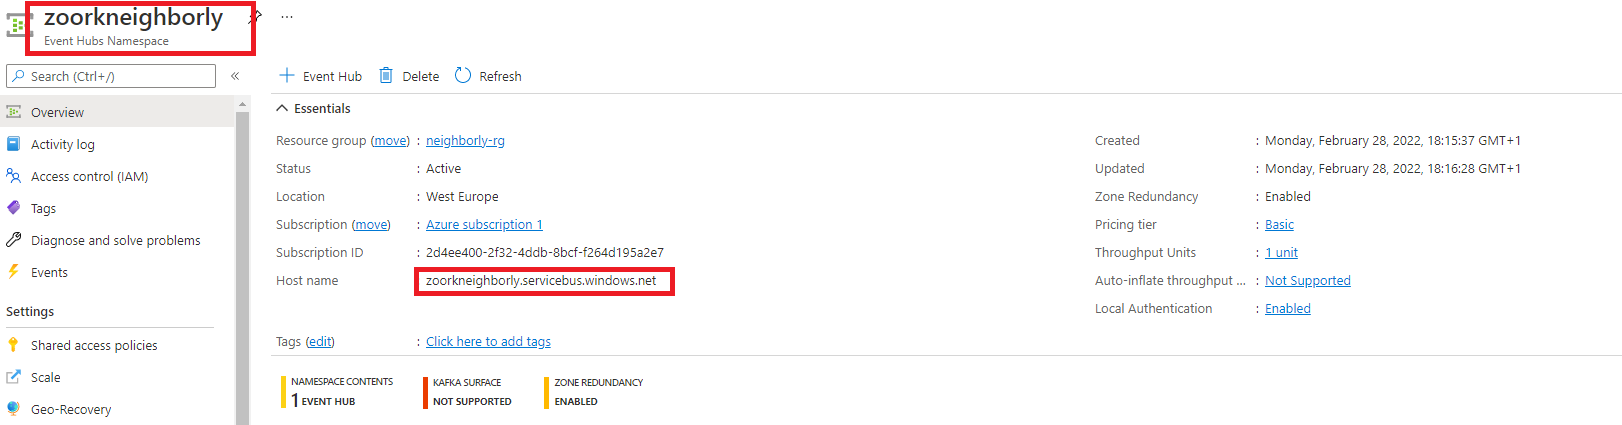 zoorkneighborly ...
Event Hubs Namespace
Search (Ctrl+/) «
Overview
Activity log
Access control (IAM)
Tags
Diagnose and solve problems
Events
Settings
Shared access policies
Scale
Geo-Recovery
Event Hub Delete Refresh
Essentials
Resource group (move) : neighborly-rg
Status : Active
Location : West Europe
Subscription (move) : Azure subscription 1
Subscription ID : 2d4ee400-2f32-4ddb-8bcf-f264d195a2e7
Host name : zoorkneighborly.servicebus.windows.net
Created : Monday, February 28, 2022, 18:15:37 GMT+1
Updated : Monday, February 28, 2022, 18:16:28 GMT+1
Zone Redundancy : Enabled
Pricing tier : Basic
Throughput Units : 1 unit
Auto-inflate throughput ... : Not Supported
Local Authentication : Enabled
Tags (edit) : Click here to add tags
NAMESPACE CONTENTS
1 EVENT HUB
KAFKA SURFACE
NOT SUPPORTED
ZONE REDUNDANCY
ENABLED